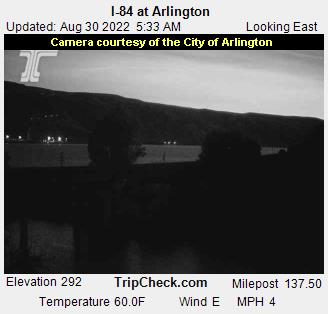 I-84 at Arlington
Updated: Aug 30 2022 5:33 AM Looking East
Camera courtesy of the City of Arlington
Elevation 292 TripCheck.com Milepost 137.50
Temperature 60.0F Wind E MPH 4